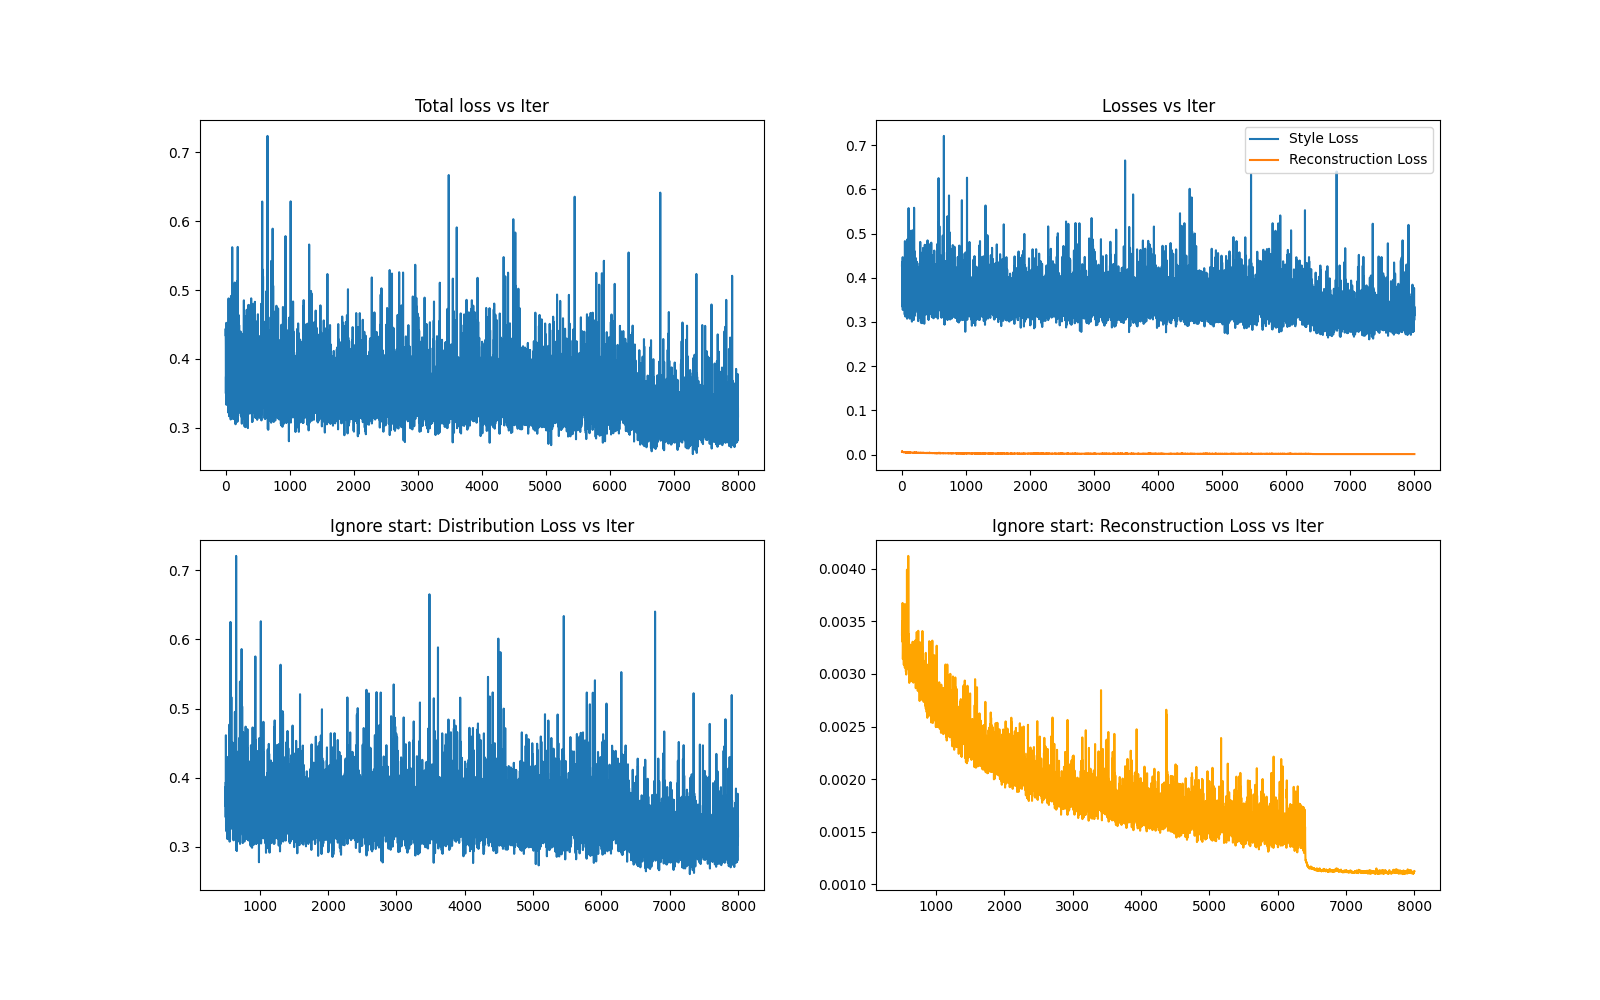 Total loss vs Iter
0.7
0.6
0.5
0.4
0.3
0 1000 2000 3000 4000 5000 6000 7000 8000
Losses vs Iter
Style Loss
Reconstruction Loss
0.7
0.6
0.5
0.4
0.3
0.2
0.1
0.0
0 1000 2000 3000 4000 5000 6000 7000 8000
Ignore start: Distribution Loss vs Iter
0.7
0.6
0.5
0.4
0.3
1000 2000 3000 4000 5000 6000 7000 8000
Ignore start: Reconstruction Loss vs Iter
0.0040
0.0035
0.0030
0.0025
0.0020
0.0015
0.0010
1000 2000 3000 4000 5000 6000 7000 8000